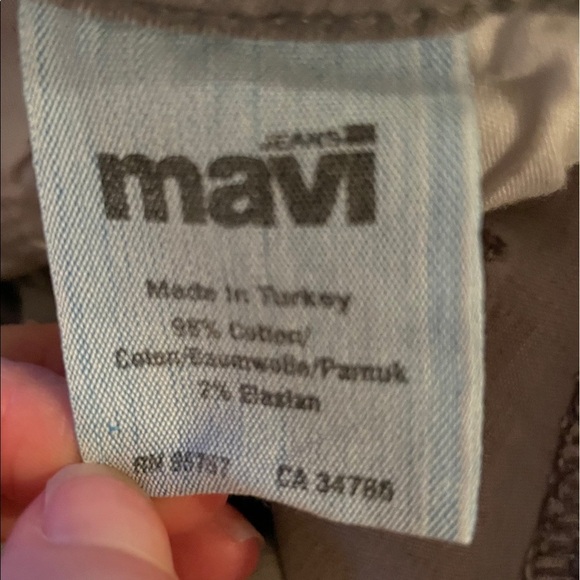 JEANS
mavi
Made in Turkey
98% Cotton/
Coton/Baumwolle/Pamuk
2% Elastan
CA 34785